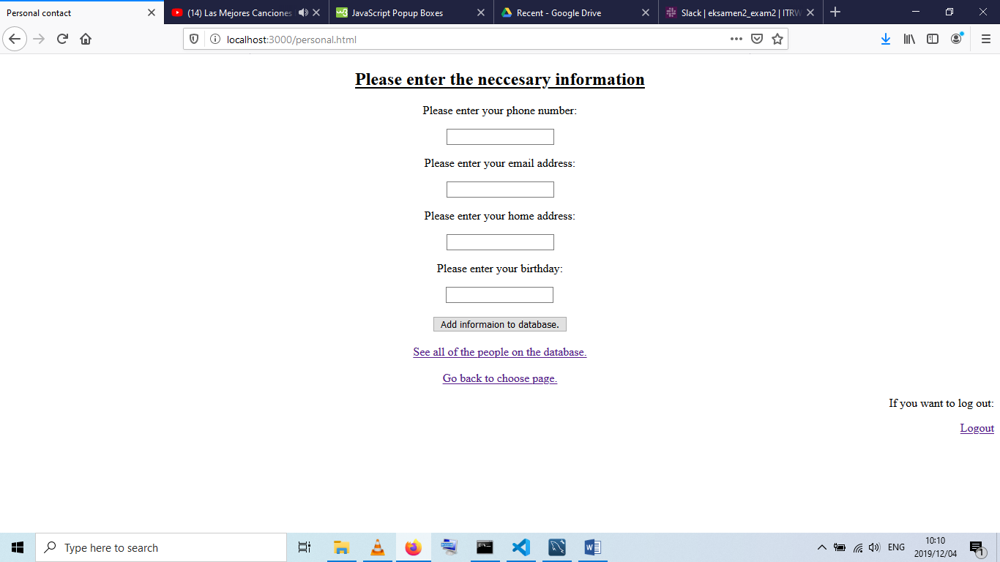 Personal contact
(14) Las Mejores Canciones
JavaScript Popup Boxes
Recent - Google Drive
Slack | eksamen2_exam2 | ITRW
localhost:3000/personal.html
Please enter the neccesary information
Please enter your phone number:
Please enter your email address:
Please enter your home address:
Please enter your birthday:
Add informaion to database.
See all of the people on the database.
Go back to choose page.
If you want to log out:
Logout
Type here to search
ENG
10:10
2019/12/04
1